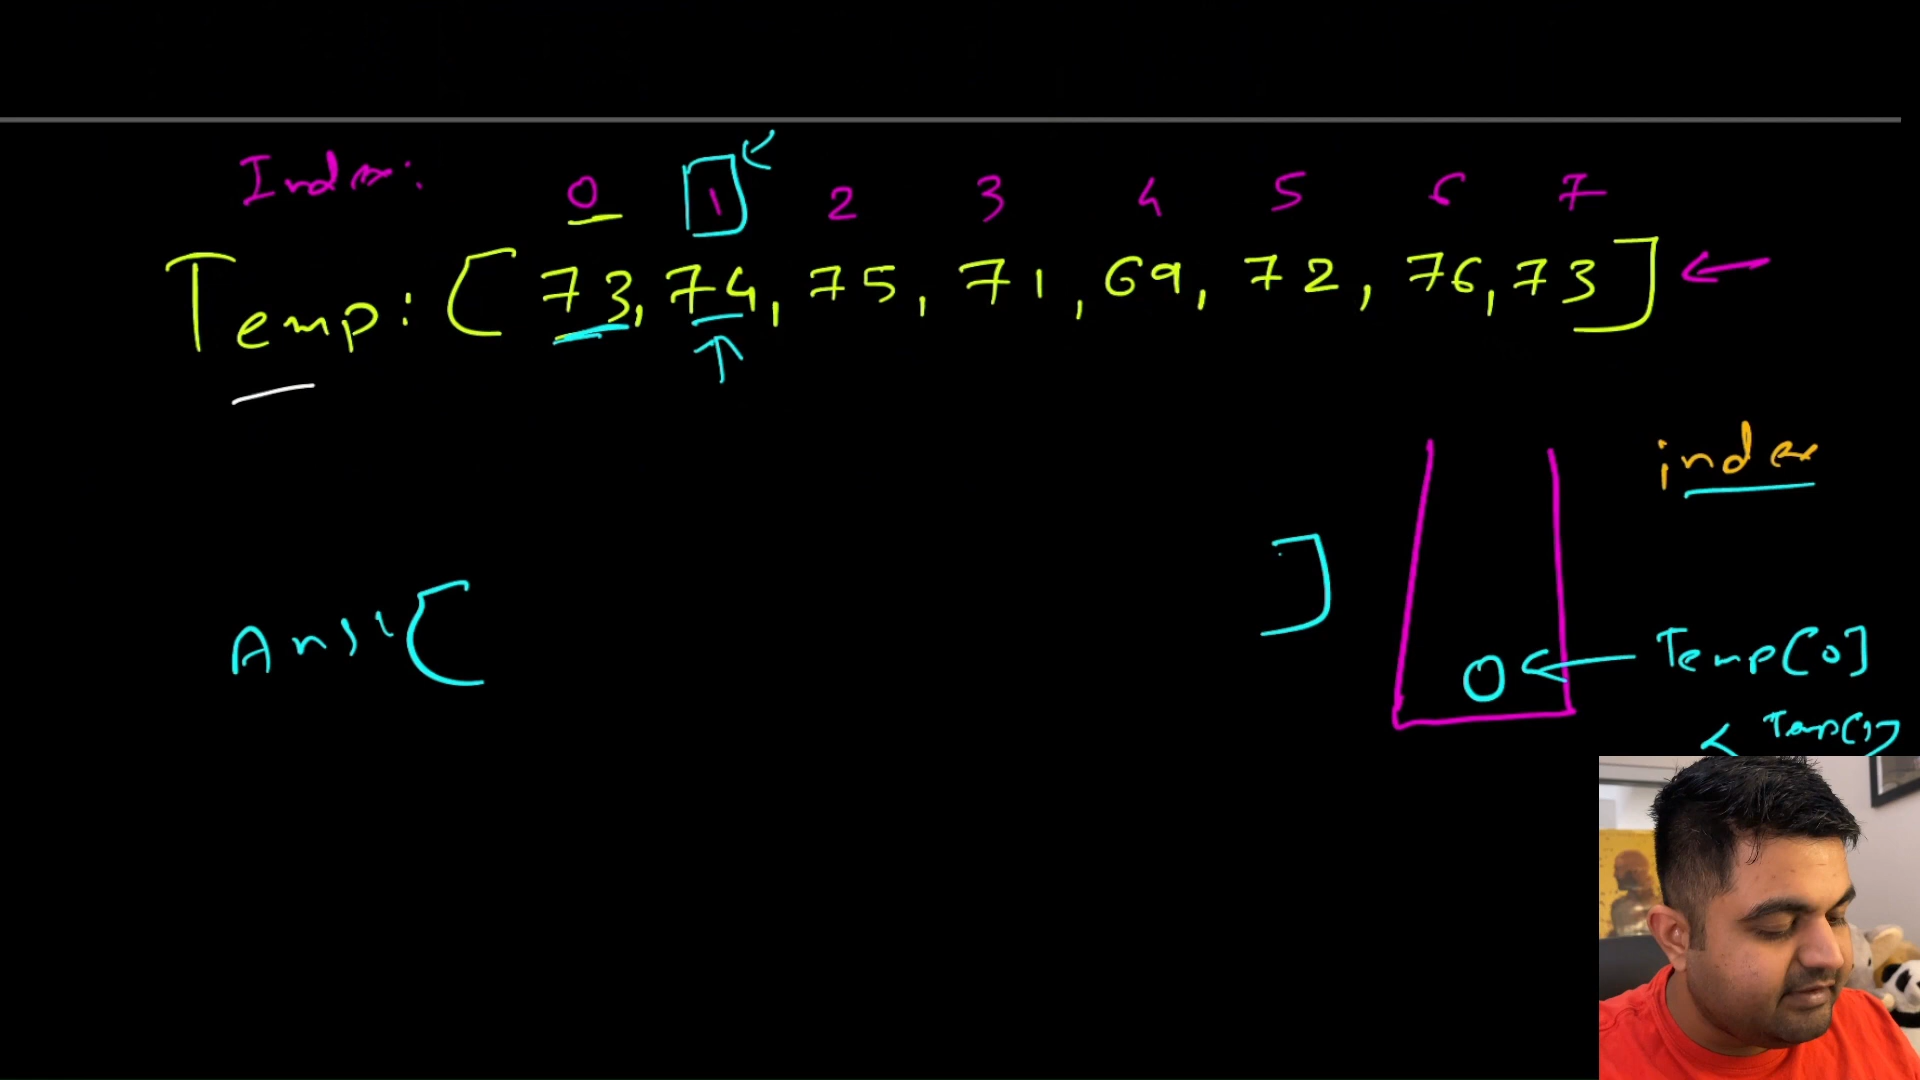 Index: 0 1 2 3 4 5 6 7
Temp: [73, 74, 75, 71, 69, 72, 76, 73]
index
Ans: [ ]
0 ← Temp[0]
< Temp[1]